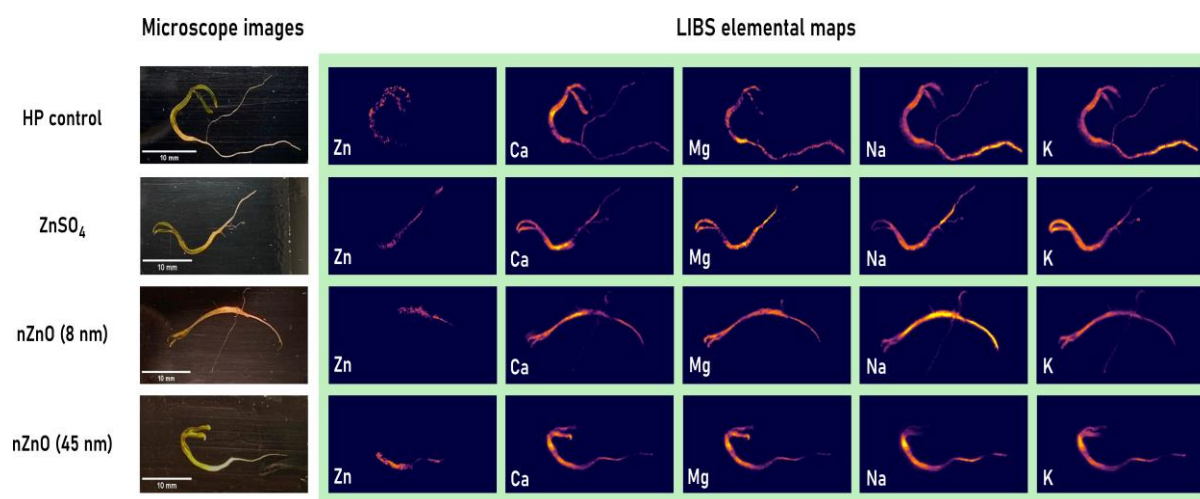 Microscope images
LIBS elemental maps
HP control
10 mm
Zn
Ca
Mg
Na
K
ZnSO₄
10 mm
Zn
Ca
Mg
Na
K
nZnO (8 nm)
10 mm
Zn
Ca
Mg
Na
K
nZnO (45 nm)
10 mm
Zn
Ca
Mg
Na
K